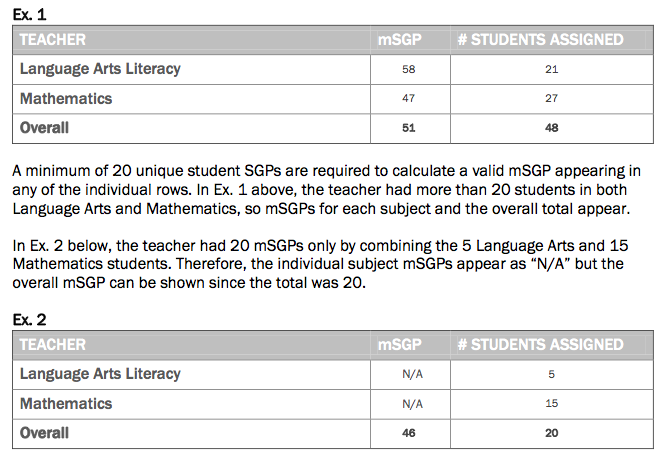 Ex. 1
TEACHER mSGP # STUDENTS ASSIGNED
Language Arts Literacy 58 21
Mathematics 47 27
Overall 51 48
A minimum of 20 unique student SGPs are required to calculate a valid mSGP appearing in
any of the individual rows. In Ex. 1 above, the teacher had more than 20 students in both
Language Arts and Mathematics, so mSGPs for each subject and the overall total appear.
In Ex. 2 below, the teacher had 20 mSGPs only by combining the 5 Language Arts and 15
Mathematics students. Therefore, the individual subject mSGPs appear as “N/A” but the
overall mSGP can be shown since the total was 20.
Ex. 2
TEACHER mSGP # STUDENTS ASSIGNED
Language Arts Literacy N/A 5
Mathematics N/A 15
Overall 46 20